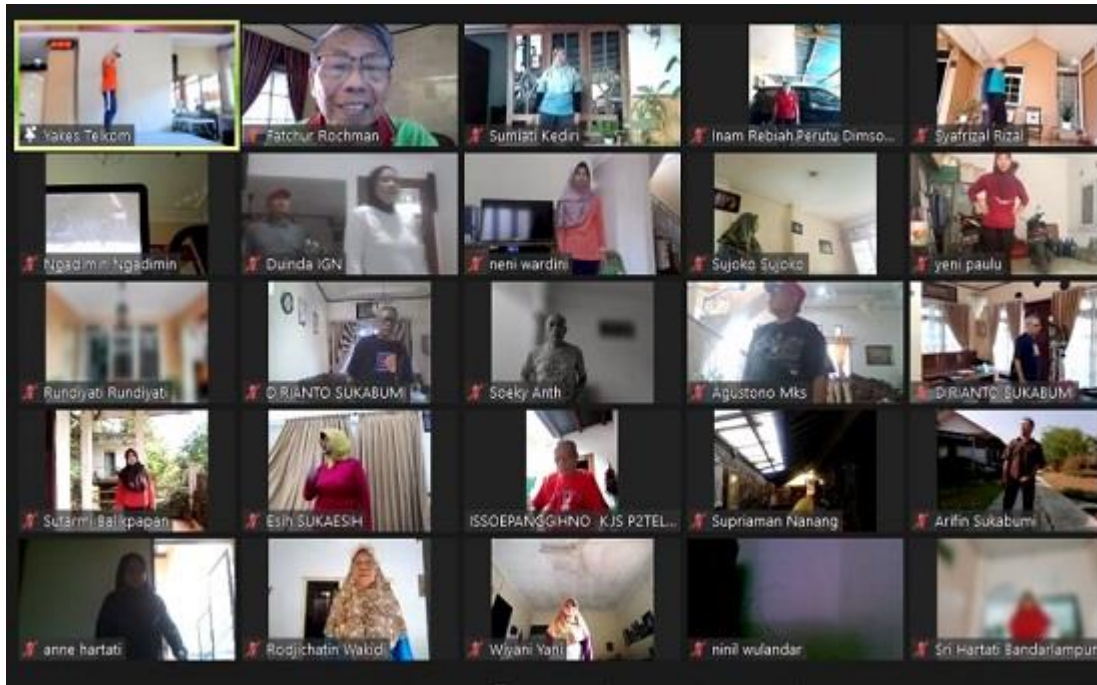 Yakes Telkom
Fatchur Rochman
Sumiati Kediri
Inam Rebiah Perutu Dimso...
Syafrizal Rizal
Ngadimin Ngadimin
Duinda IGN
neni wardini
Sujoko Sujoko
yeni paulu
Rundiyati Rundiyati
D RIANTO SUKABUMI
Soeky Anth
Agustono Mks
D RIANTO SUKABUMI
Sutarmi Balikpapan
Esih SUKAESIH
ISSOEPANGGIHNO KJS P2TEL...
Supriaman Nanang
Arifin Sukabumi
anne hartati
Rodjichatin Wakidi
Wiyani Yani
ninil wulandar
Sri Hartati Bandarlampur